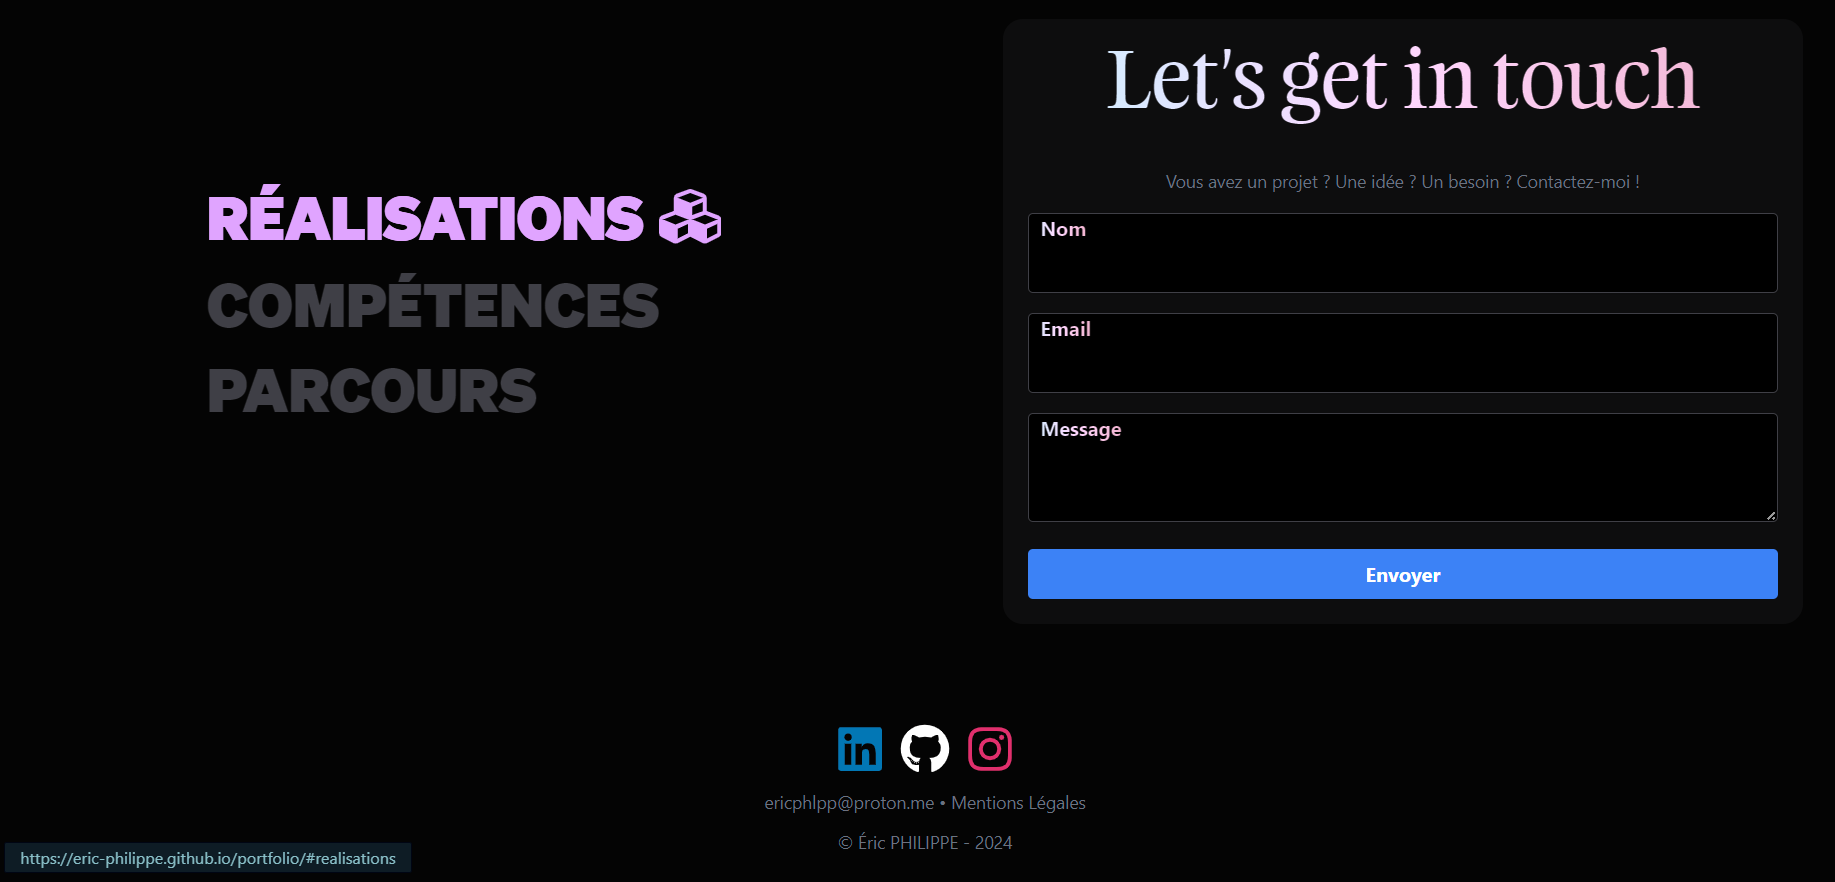 RÉALISATIONS
COMPÉTENCES
PARCOURS
Let's get in touch
Vous avez un projet ? Une idée ? Un besoin ? Contactez-moi !
Nom
Email
Message
Envoyer
in
ericphlpp@proton.me • Mentions Légales
© Éric PHILIPPE - 2024
https://eric-philippe.github.io/portfolio/#realisations